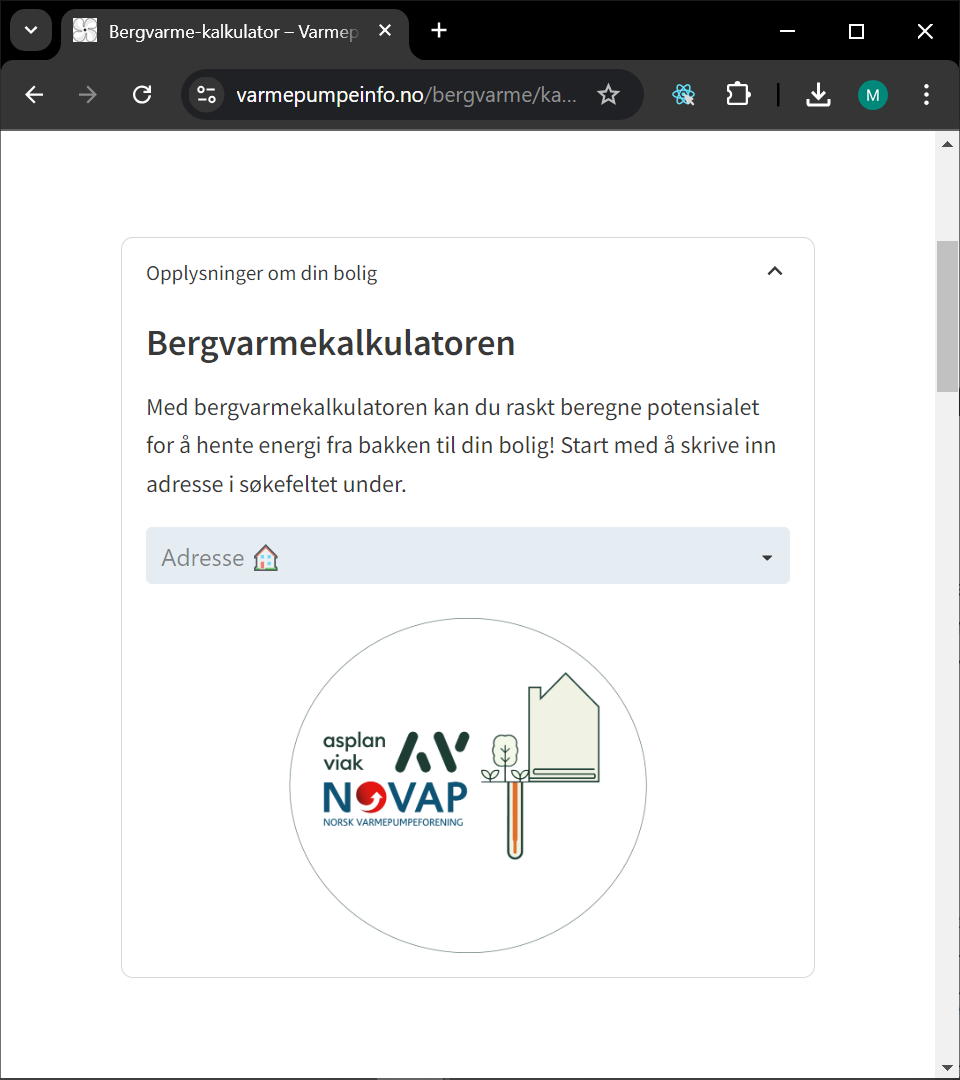 Bergvarme-kalkulator – Varmep
varmepumpeinfo.no/bergvarme/ka...
M
Opplysninger om din bolig
Bergvarmekalkulatoren
Med bergvarmekalkulatoren kan du raskt beregne potensialet
for å hente energi fra bakken til din bolig! Start med å skrive inn
adresse i søkefeltet under.
Adresse 🏠
asplan
viak
NOVAP
NORSK VARMEPUMPEFORENING